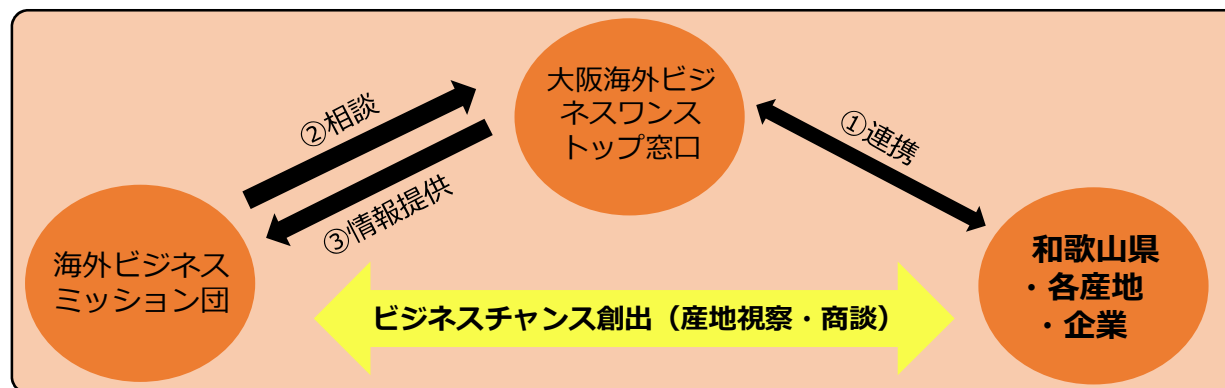 大阪海外ビジ
ネスワンス
トップ窓口
②相談
①連携
③情報提供
海外ビジネス
ミッション団
和歌山県
・各産地
・企業
ビジネスチャンス創出（産地視察・商談）